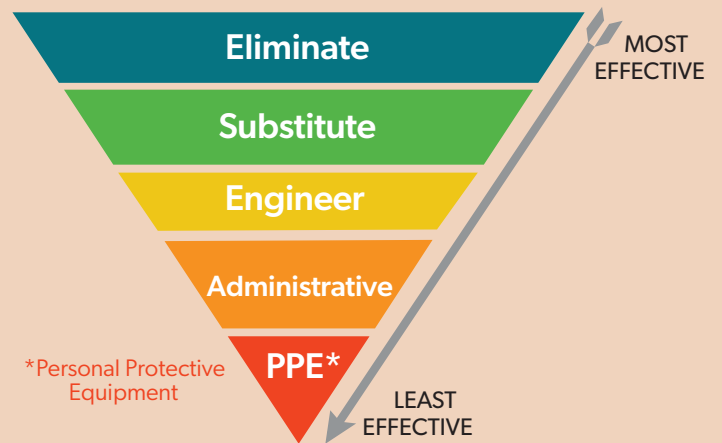 Eliminate
MOST
EFFECTIVE
Substitute
Engineer
Administrative
PPE*
*Personal Protective
Equipment
LEAST
EFFECTIVE